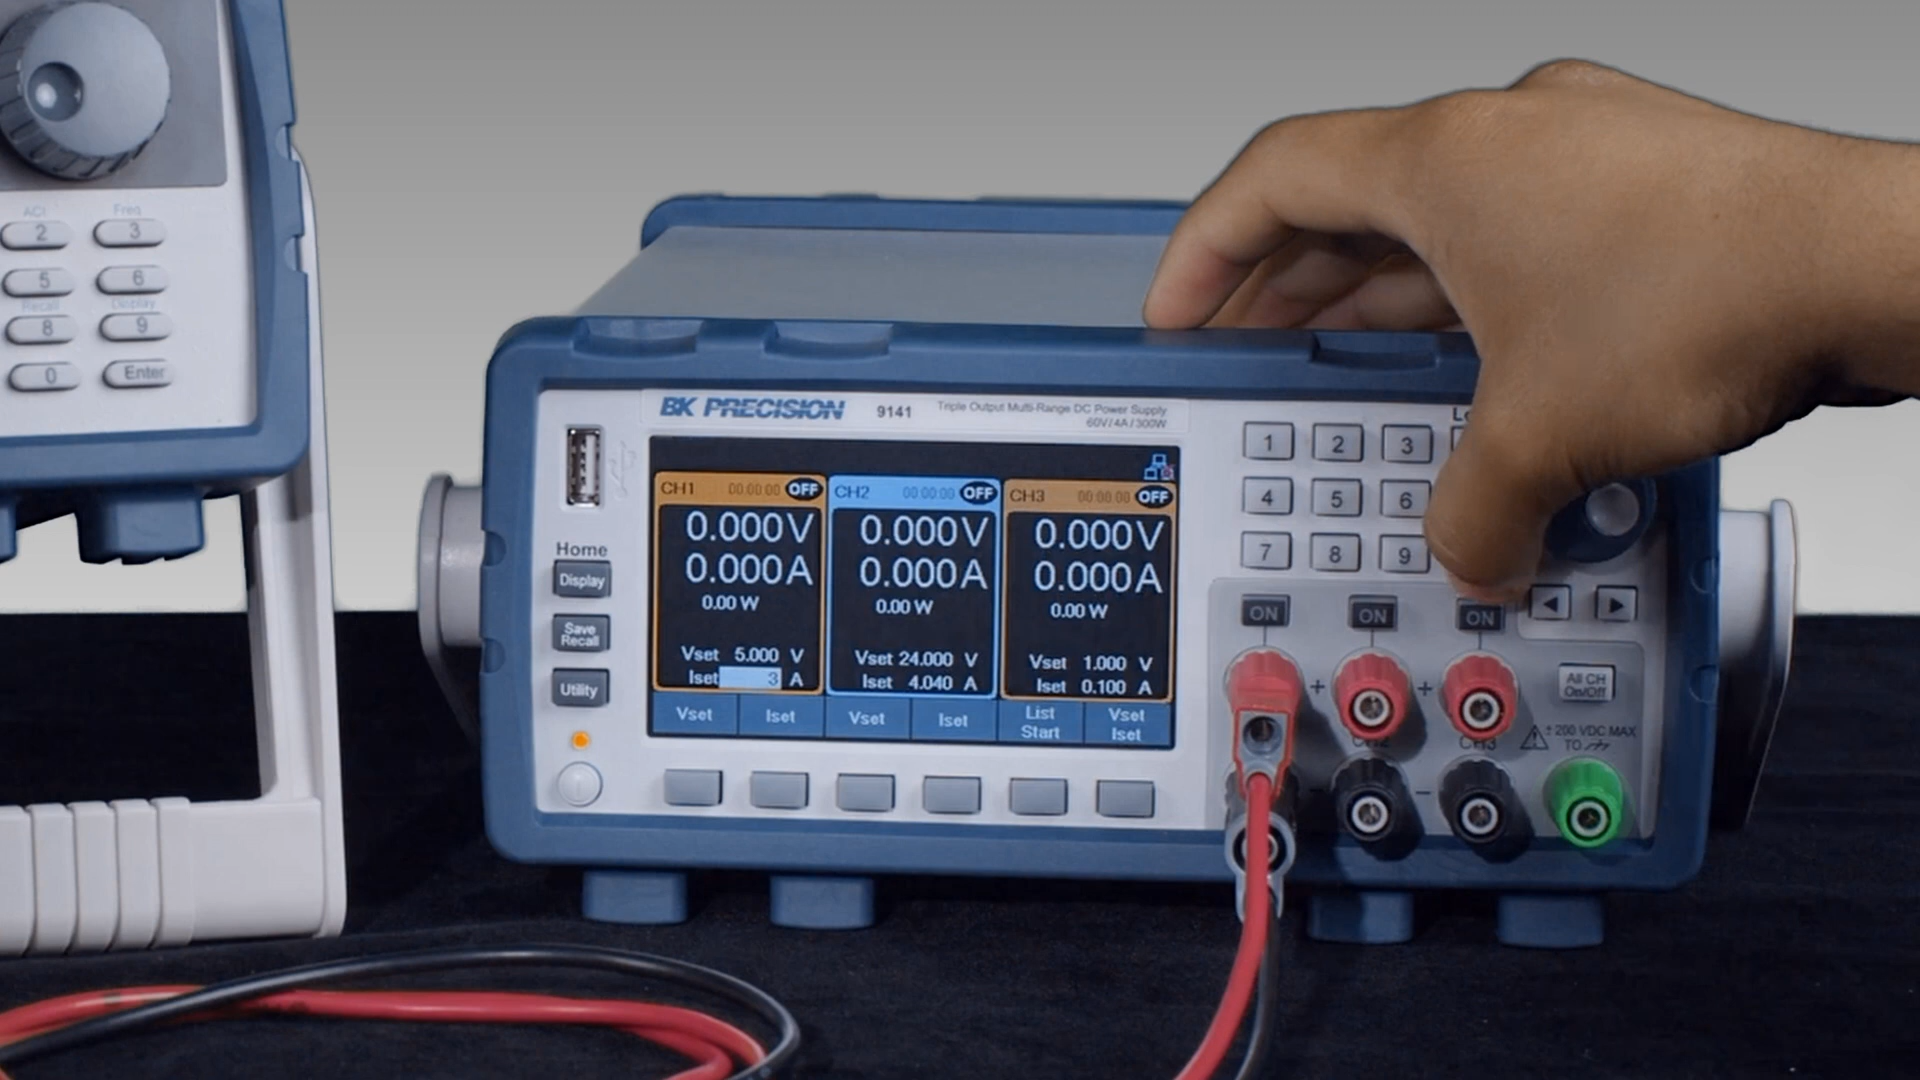 ACI Freq
2 3
5 6
Recall Display
8 9
0 Enter
BK PRECISION 9141 Triple Output Multi-Range DC Power Supply
60V/4A/300W
1 2 3
4 5 6
7 8 9
Home
Display
Save
Recall
Utility
CH1 00:00:00 OFF
0.000V
0.000A
0.00 W
Vset 5.000 V
Iset 3 A
CH2 00:00:00 OFF
0.000V
0.000A
0.00 W
Vset 24.000 V
Iset 4.040 A
CH3 00:00:00 OFF
0.000V
0.000A
0.00 W
Vset 1.000 V
Iset 0.100 A
Vset Iset Vset Iset List Start Vset Iset
ON ON ON
+ +
All CH
On/Off
CH2 CH3
± 200 VDC MAX
TO
− −